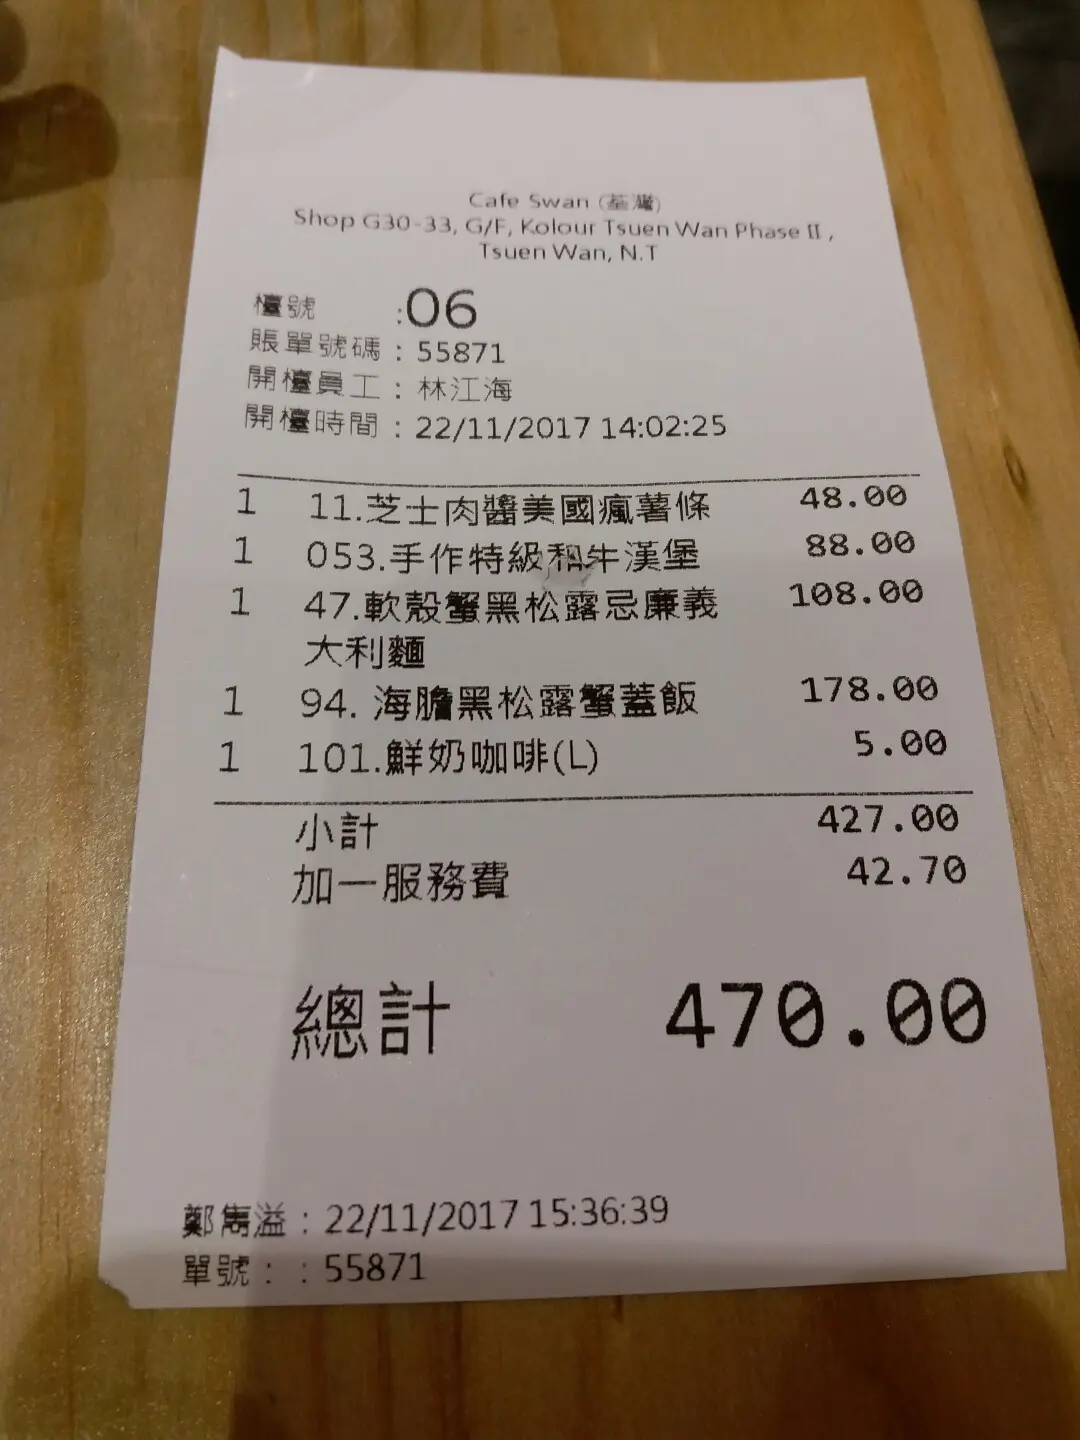 Cafe Swan (荃灣)
Shop G30-33, G/F, Kolour Tsuen Wan Phase II ,
Tsuen Wan, N.T
檯號 :06
賬單號碼 : 55871
開檯員工 : 林江海
開檯時間 : 22/11/2017 14:02:25
1 11.芝士肉醬美國瘋薯條 48.00
1 053.手作特級和牛漢堡 88.00
1 47.軟殼蟹黑松露忌廉義 108.00
大利麵
1 94. 海膽黑松露蟹蓋飯 178.00
1 101.鮮奶咖啡(L) 5.00
小計 427.00
加一服務費 42.70
總計 470.00
鄭雋溢 : 22/11/2017 15:36:39
單號 : : 55871